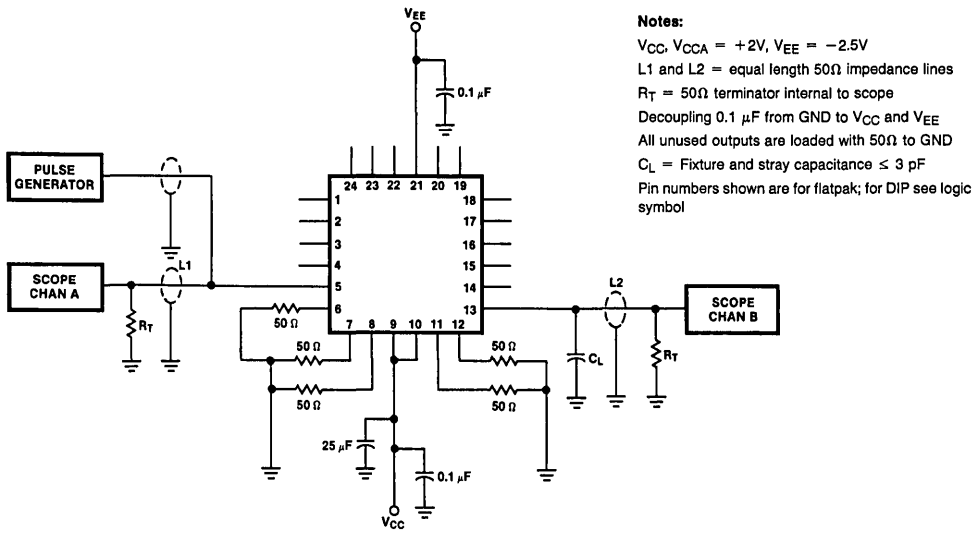 VEE
0.1 μF
PULSE
GENERATOR
SCOPE
CHAN A
L1
RT
24 23 22 21 20 19
1
2
3
4
5
6
18
17
16
15
14
13
7 8 9 10 11 12
50 Ω
50 Ω
50 Ω
50 Ω
50 Ω
25 μF
0.1 μF
VCC
CL
L2
RT
SCOPE
CHAN B
Notes:
VCC, VCCA = +2V, VEE = −2.5V
L1 and L2 = equal length 50Ω impedance lines
RT = 50Ω terminator internal to scope
Decoupling 0.1 μF from GND to VCC and VEE
All unused outputs are loaded with 50Ω to GND
CL = Fixture and stray capacitance ≤ 3 pF
Pin numbers shown are for flatpak; for DIP see logic
symbol